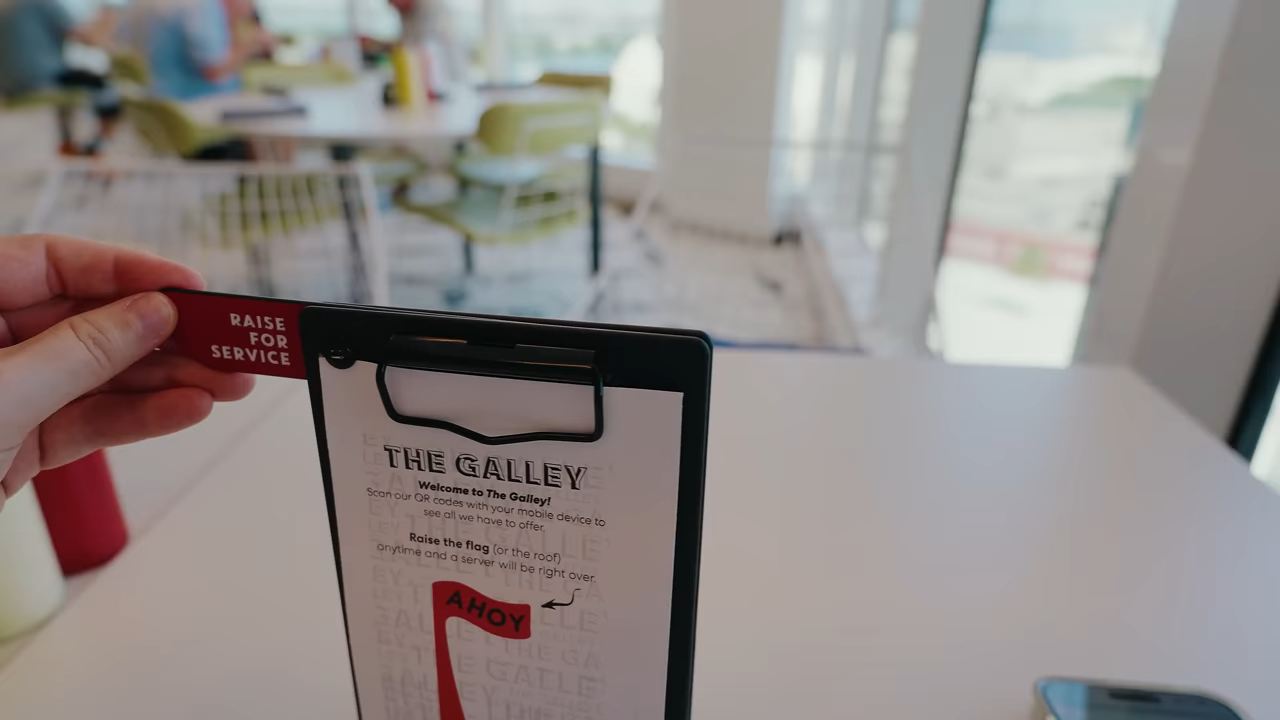 RAISE
FOR
SERVICE
THE GALLEY
Welcome to The Galley!
Scan our QR codes with your mobile device to
see all we have to offer.
Raise the flag (or the roof)
anytime and a server will be right over.
AHOY